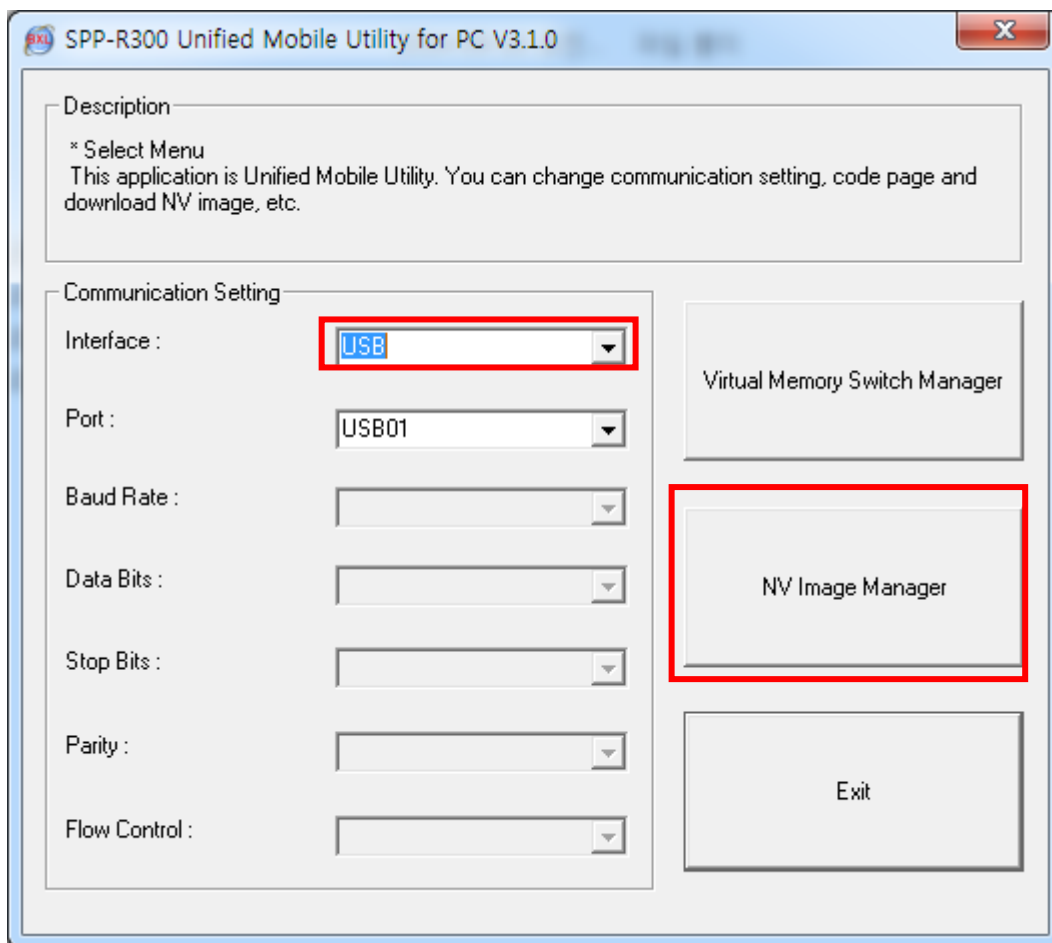 SPP-R300 Unified Mobile Utility for PC V3.1.0
Description
* Select Menu
This application is Unified Mobile Utility. You can change communication setting, code page and
download NV image, etc.
Communication Setting
Interface :
USB
Port :
USB01
Baud Rate :
Data Bits :
Stop Bits :
Parity :
Flow Control :
Virtual Memory Switch Manager
NV Image Manager
Exit